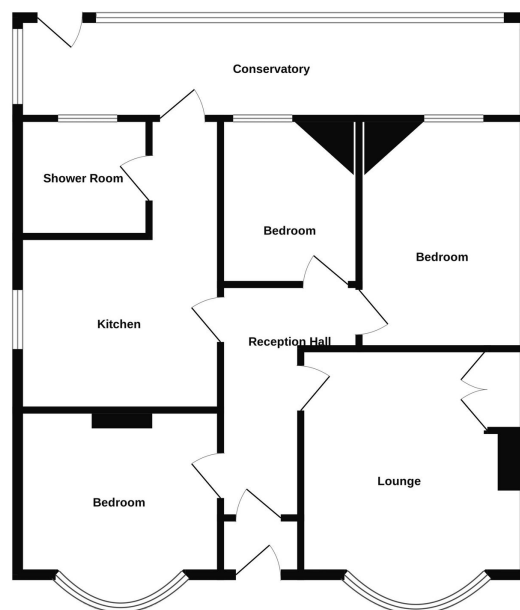 Conservatory
Shower Room
Bedroom
Bedroom
Kitchen
Reception Hall
Bedroom
Lounge